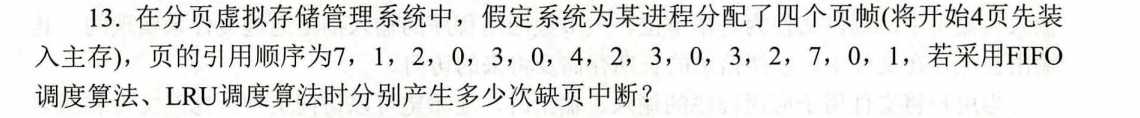 13. 在分页虚拟存储管理系统中，假定系统为某进程分配了四个页帧(将开始4页先装
入主存)，页的引用顺序为7，1，2，0，3，0，4，2，3，0，3，2，7，0，1，若采用FIFO
调度算法、LRU调度算法时分别产生多少次缺页中断？